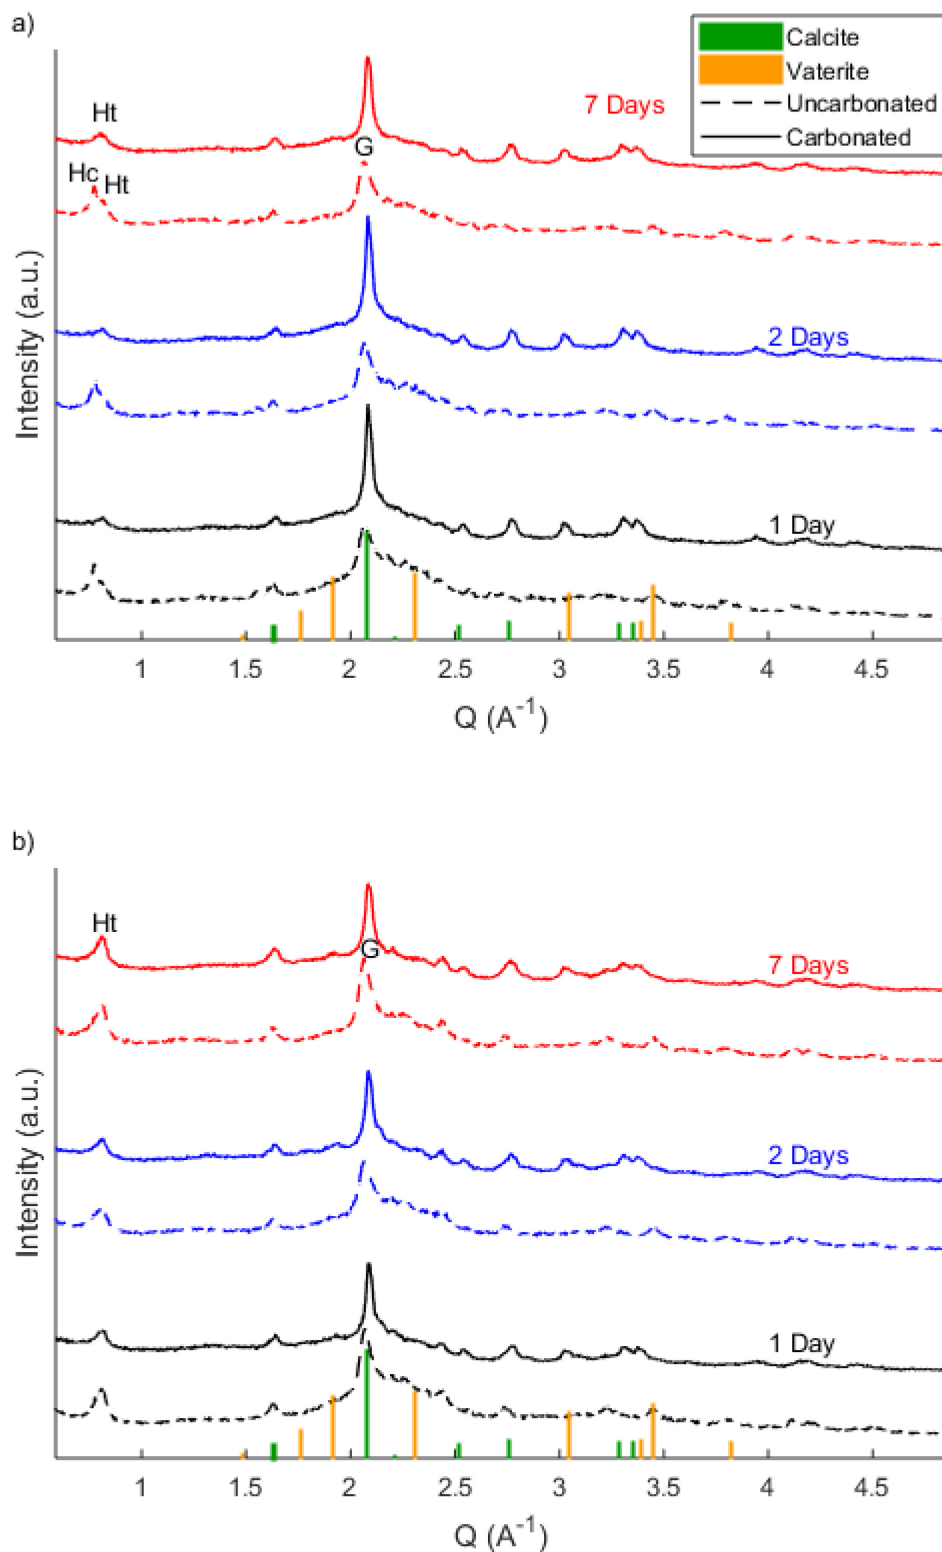 a)
Calcite
Vaterite
Uncarbonated
Carbonated
7 Days
Ht
G
Hc Ht
2 Days
1 Day
Intensity (a.u.)
1 1.5 2 2.5 3 3.5 4 4.5
Q (A⁻¹)
b)
Ht
G
7 Days
2 Days
1 Day
Intensity (a.u.)
1 1.5 2 2.5 3 3.5 4 4.5
Q (A⁻¹)